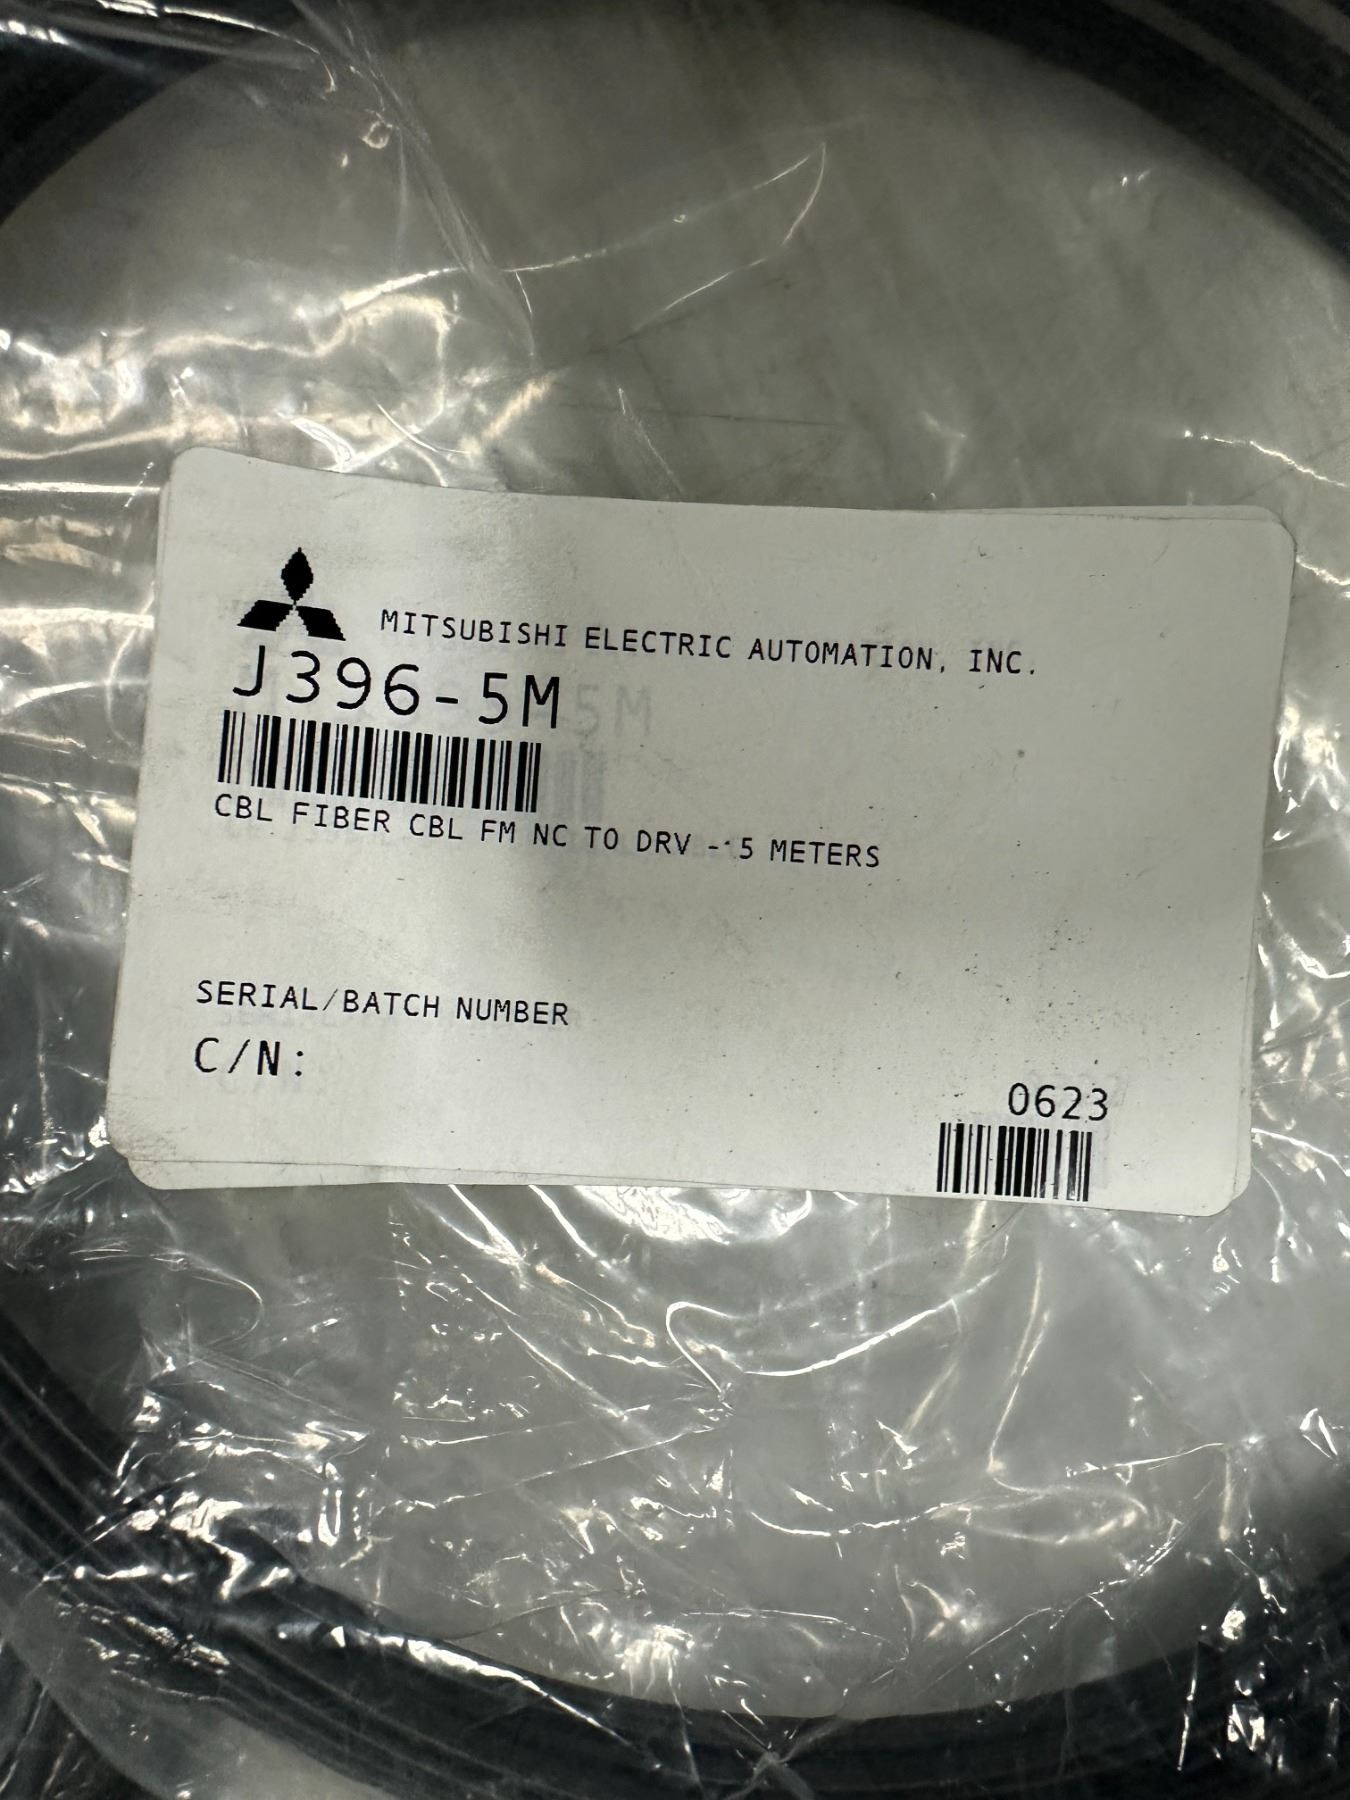 MITSUBISHI ELECTRIC AUTOMATION, INC.
J396-5M
CBL FIBER CBL FM NC TO DRV - 5 METERS
SERIAL/BATCH NUMBER
C/N:
0623